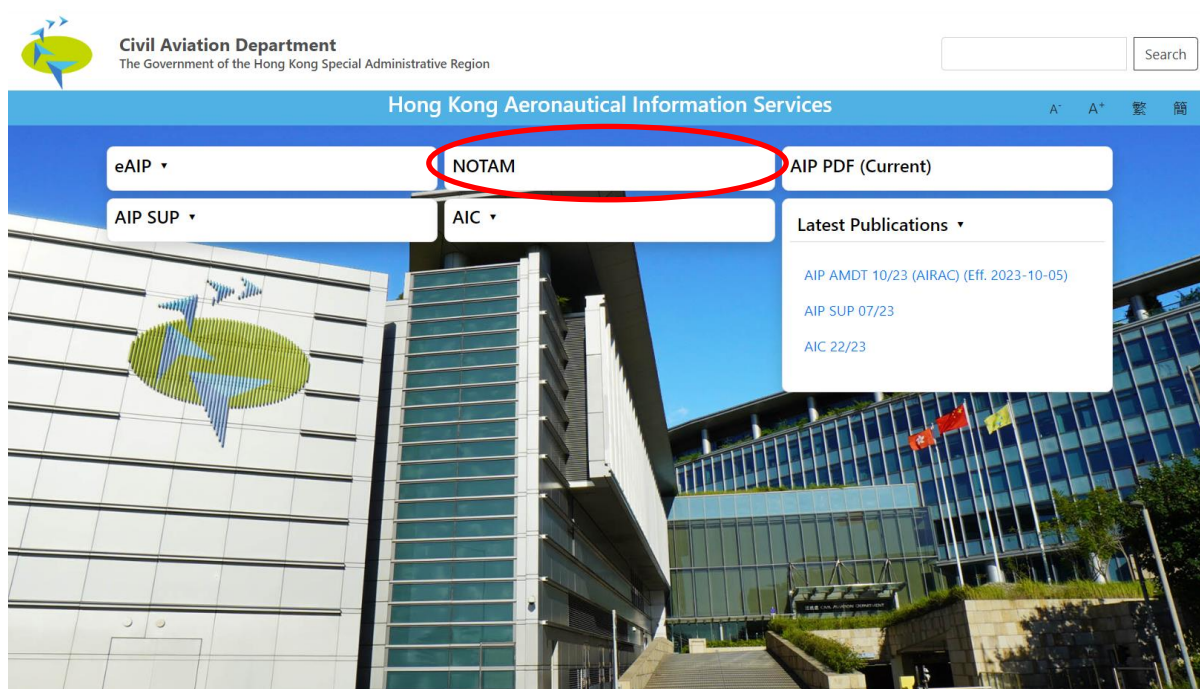 Civil Aviation Department
The Government of the Hong Kong Special Administrative Region
Search
Hong Kong Aeronautical Information Services
A- A+ 繁 簡
eAIP ▾
NOTAM
AIP PDF (Current)
AIP SUP ▾
AIC ▾
Latest Publications ▾
AIP AMDT 10/23 (AIRAC) (Eff. 2023-10-05)
AIP SUP 07/23
AIC 22/23